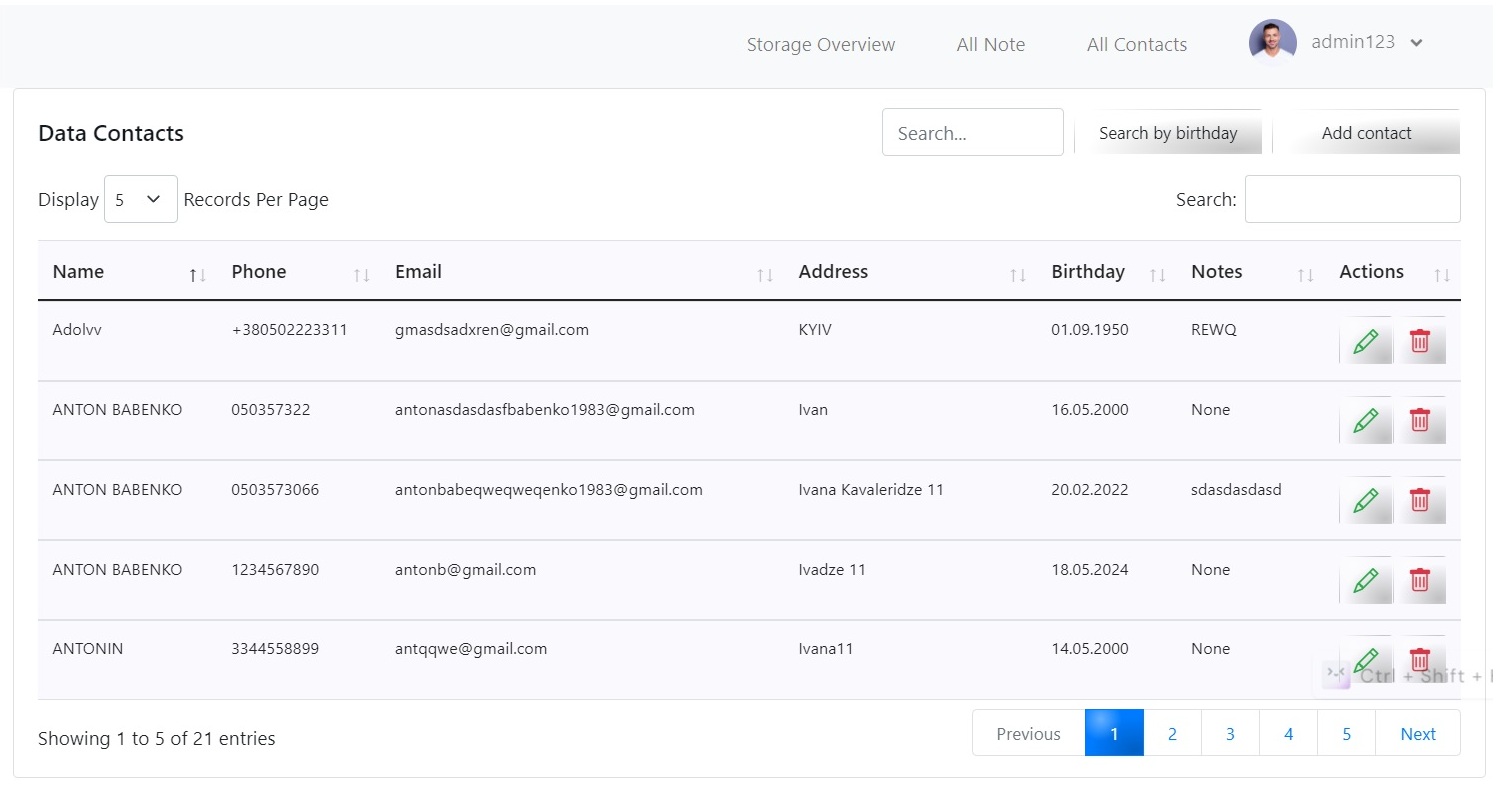 Storage Overview All Note All Contacts admin123
Data Contacts Search... Search by birthday Add contact
Display 5 Records Per Page Search:
Name Phone Email Address Birthday Notes Actions
Adolvv +380502223311 gmasdsadxren@gmail.com KYIV 01.09.1950 REWQ
ANTON BABENKO 050357322 antonasdasdasfbabenko1983@gmail.com Ivan 16.05.2000 None
ANTON BABENKO 0503573066 antonbabeqweqweqenko1983@gmail.com Ivana Kavaleridze 11 20.02.2022 sdasdasdasd
ANTON BABENKO 1234567890 antonb@gmail.com Ivadze 11 18.05.2024 None
ANTONIN 3344558899 antqqwe@gmail.com Ivana11 14.05.2000 None
Ctrl + Shift +
Showing 1 to 5 of 21 entries Previous 1 2 3 4 5 Next